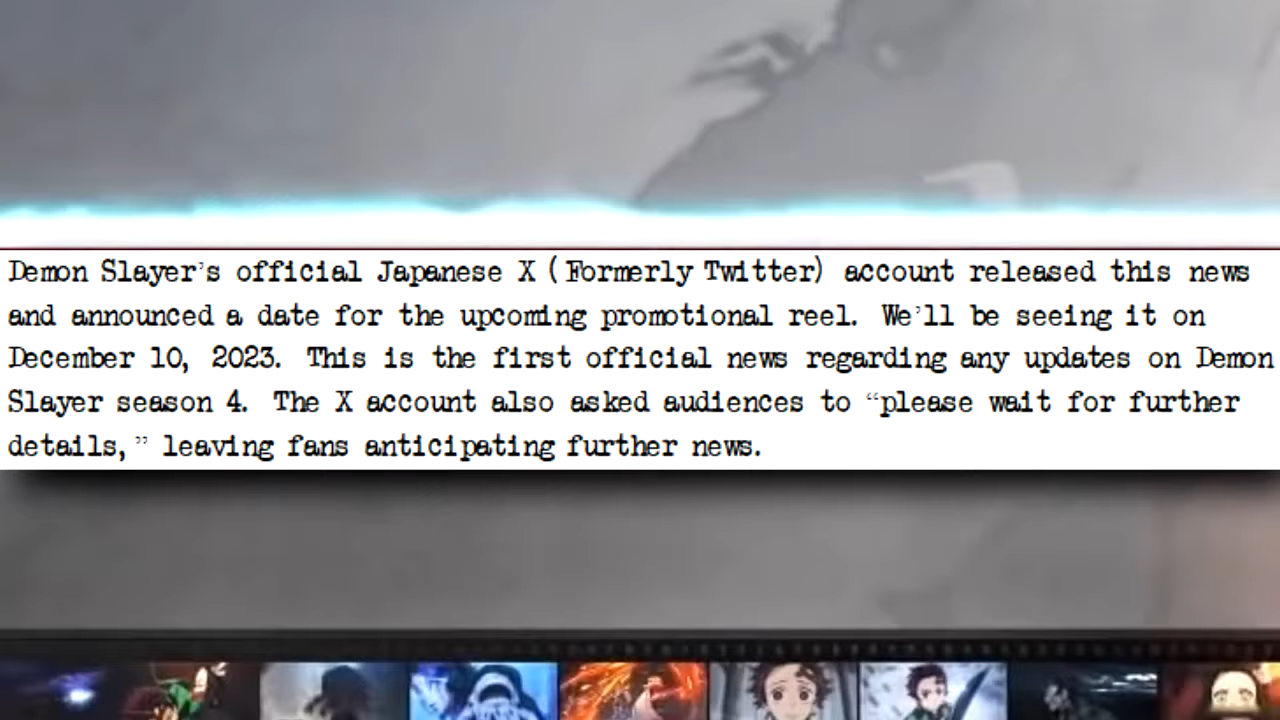 Demon Slayer's official Japanese X (Formerly Twitter) account released this news
and announced a date for the upcoming promotional reel. We'll be seeing it on
December 10, 2023. This is the first official news regarding any updates on Demon
Slayer season 4. The X account also asked audiences to “please wait for further
details,” leaving fans anticipating further news.